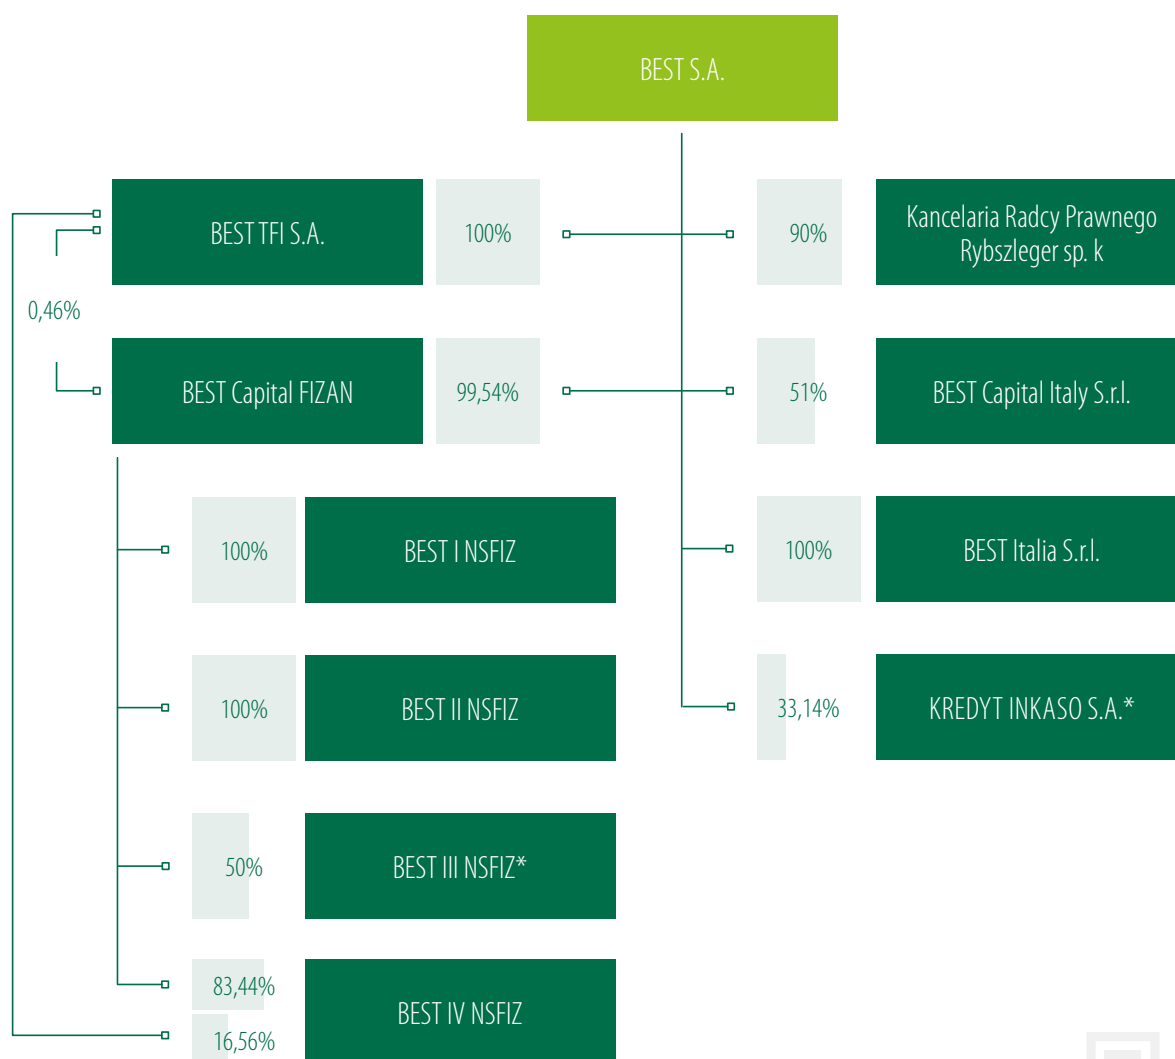 BEST S.A.
BEST TFI S.A.
100%
90%
Kancelaria Radcy Prawnego
Rybszleger sp. k
0,46%
BEST Capital FIZAN
99,54%
51%
BEST Capital Italy S.r.l.
100%
BEST I NSFIZ
100%
BEST Italia S.r.l.
100%
BEST II NSFIZ
33,14%
KREDYT INKASO S.A.*
50%
BEST III NSFIZ*
83,44%
BEST IV NSFIZ
16,56%